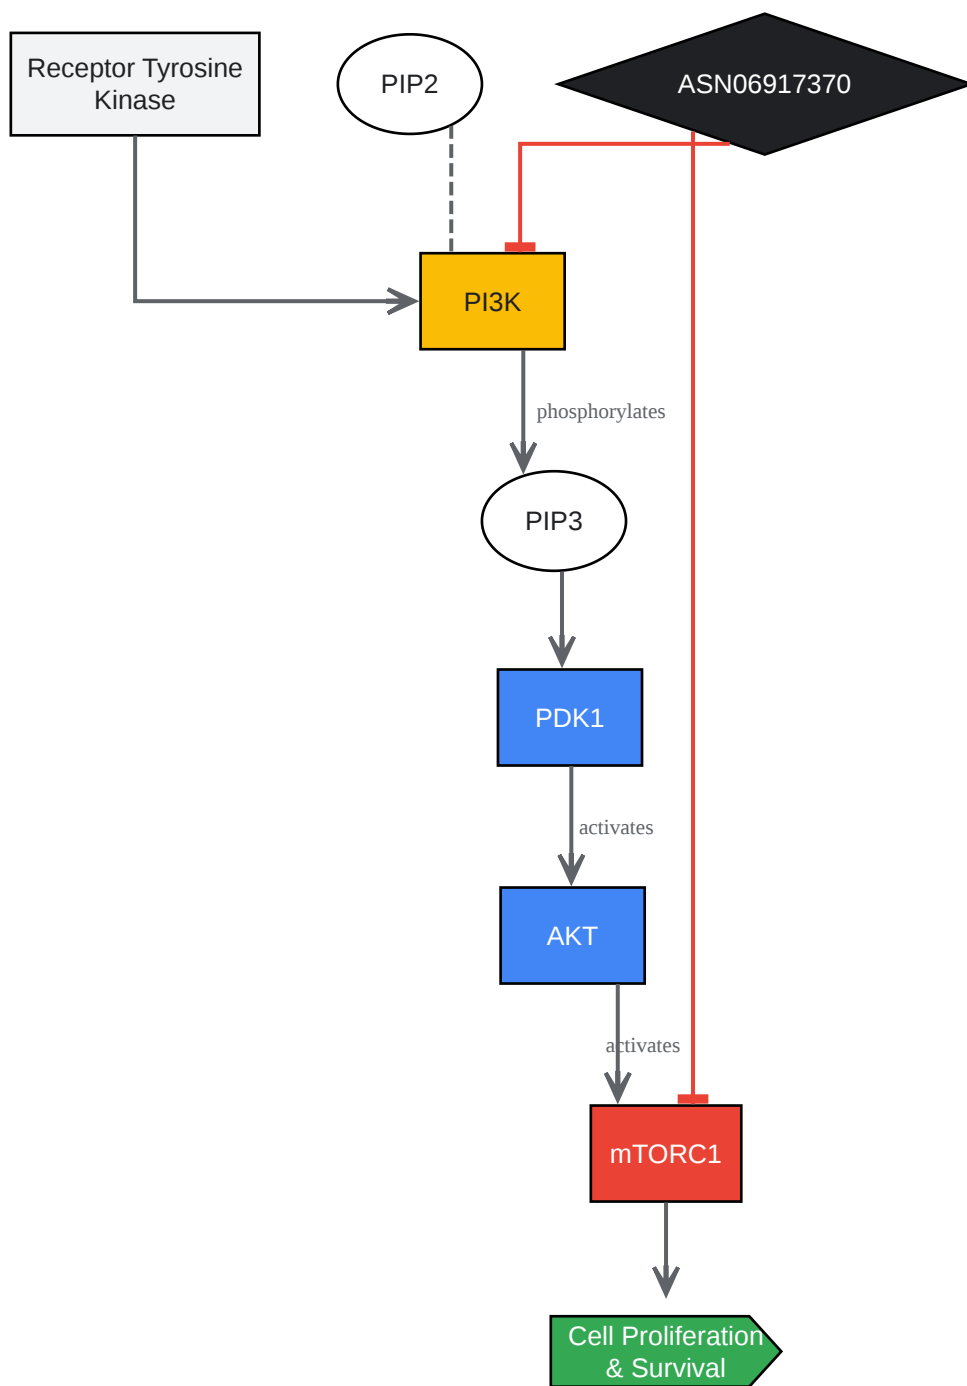 Receptor Tyrosine
Kinase
PIP2
ASN06917370
PI3K
phosphorylates
PIP3
PDK1
activates
AKT
activates
mTORC1
Cell Proliferation
& Survival